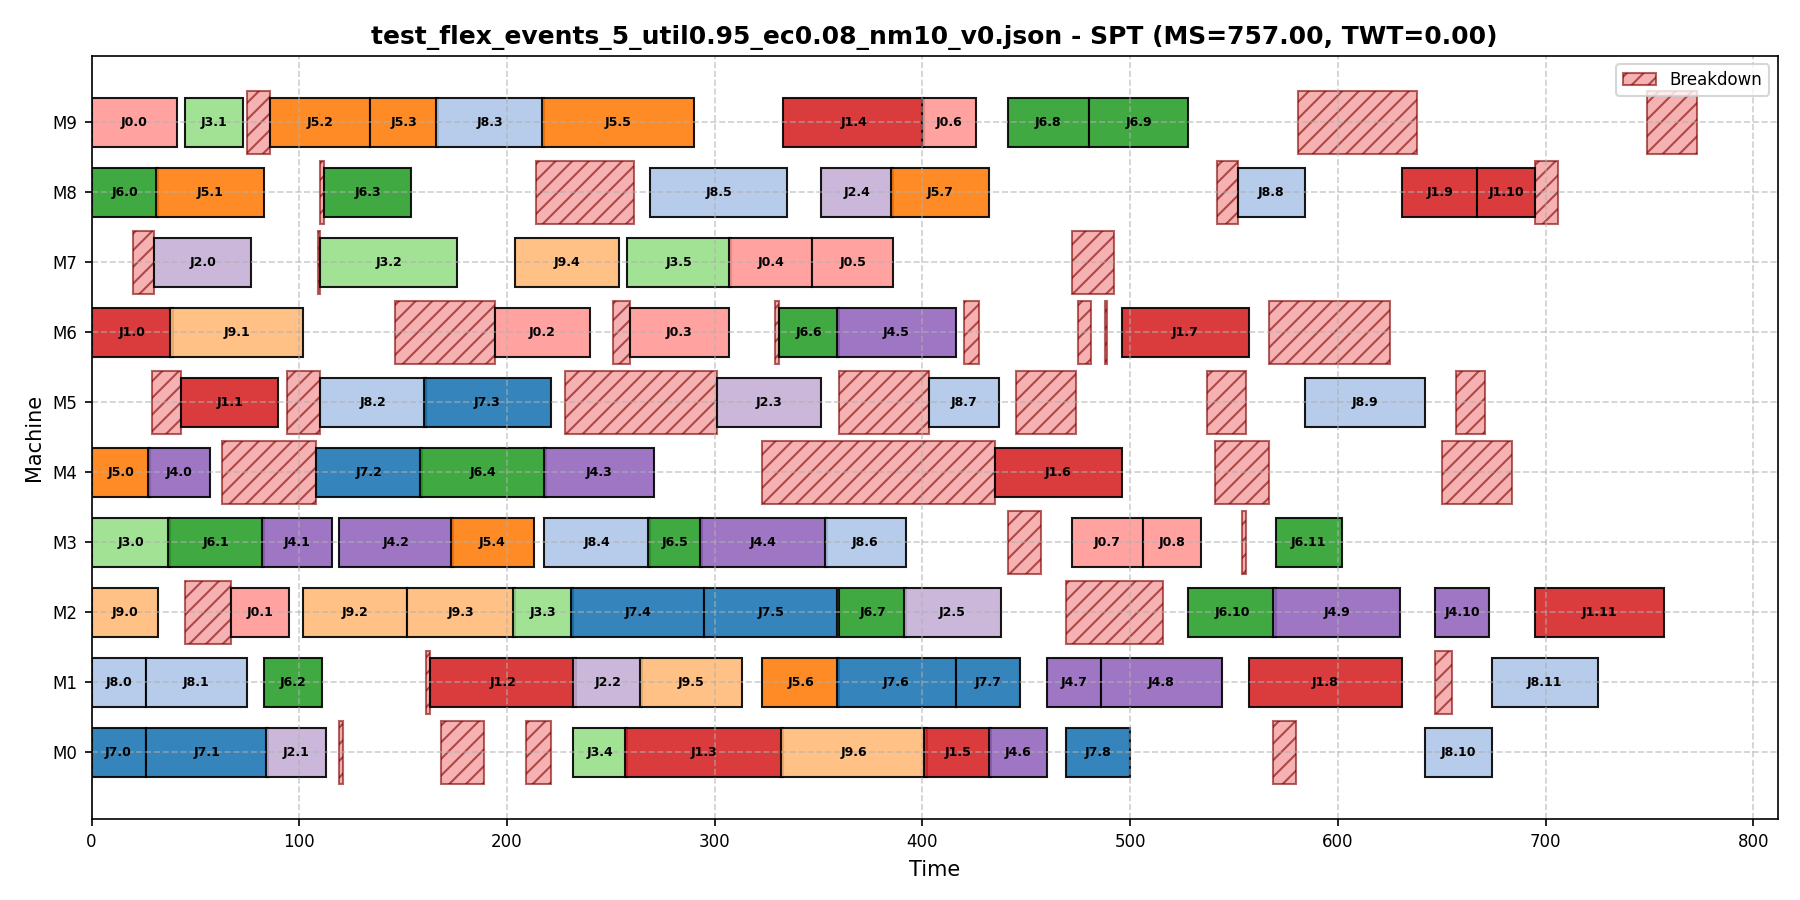 test_flex_events_5_util0.95_ec0.08_nm10_v0.json - SPT (MS=757.00, TWT=0.00)
Breakdown
M9 J0.0 J3.1 J5.2 J5.3 J8.3 J5.5 J1.4 J0.6 J6.8 J6.9
M8 J6.0 J5.1 J6.3 J8.5 J2.4 J5.7 J8.8 J1.9 J1.10
M7 J2.0 J3.2 J9.4 J3.5 J0.4 J0.5
M6 J1.0 J9.1 J0.2 J0.3 J6.6 J4.5 J1.7
M5 J1.1 J8.2 J7.3 J2.3 J8.7 J8.9
M4 J5.0 J4.0 J7.2 J6.4 J4.3 J1.6
M3 J3.0 J6.1 J4.1 J4.2 J5.4 J8.4 J6.5 J4.4 J8.6 J0.7 J0.8 J6.11
M2 J9.0 J0.1 J9.2 J9.3 J3.3 J7.4 J7.5 J6.7 J2.5 J6.10 J4.9 J4.10 J1.11
M1 J8.0 J8.1 J6.2 J1.2 J2.2 J9.5 J5.6 J7.6 J7.7 J4.7 J4.8 J1.8 J8.11
M0 J7.0 J7.1 J2.1 J3.4 J1.3 J9.6 J1.5 J4.6 J7.8 J8.10
Machine
0 100 200 300 400 500 600 700 800
Time